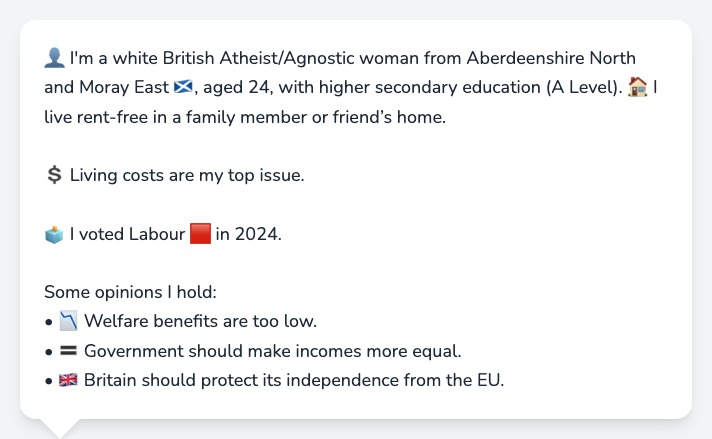 👤 I'm a white British Atheist/Agnostic woman from Aberdeenshire North
and Moray East 🏴󠁧󠁢󠁳󠁣󠁴󠁿, aged 24, with higher secondary education (A Level). 🏠 I
live rent-free in a family member or friend’s home.
💲 Living costs are my top issue.
🗳️ I voted Labour 🟥 in 2024.
Some opinions I hold:
• 📉 Welfare benefits are too low.
• 🟰 Government should make incomes more equal.
• 🇬🇧 Britain should protect its independence from the EU.